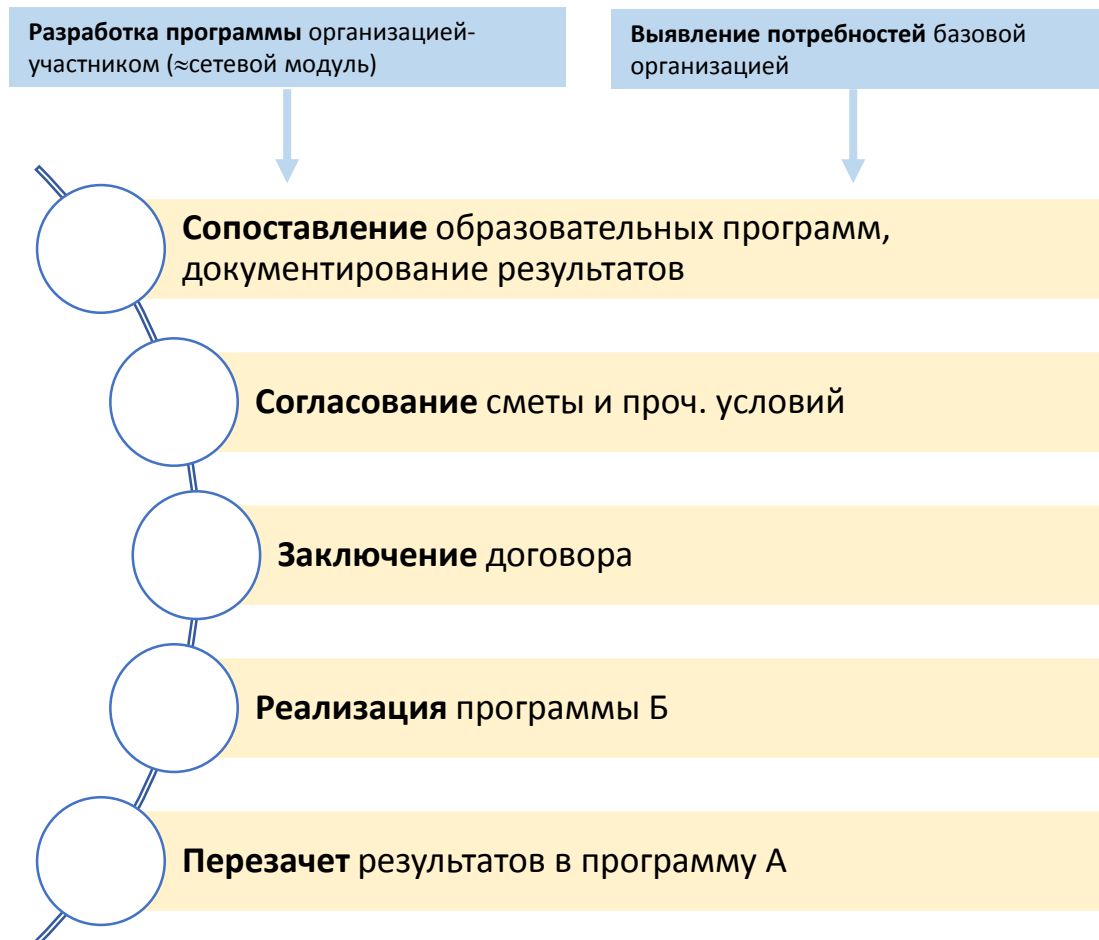 Разработка программы организацией-
участником (≈сетевой модуль)
Выявление потребностей базовой
организацией
Сопоставление образовательных программ,
документирование результатов
Согласование сметы и проч. условий
Заключение договора
Реализация программы Б
Перезачет результатов в программу А